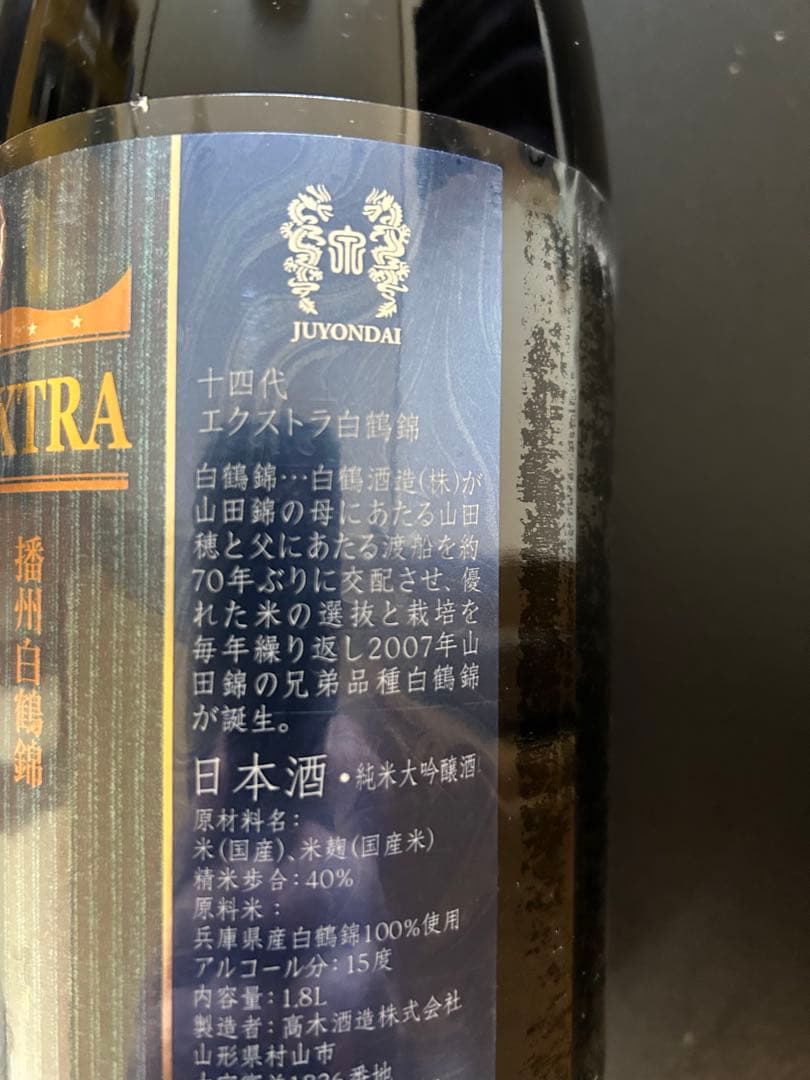 XTRA
播州白鶴錦
JUYONDAI
十四代
エクストラ白鶴錦
白鶴錦…白鶴酒造(株)が
山田錦の母にあたる山田
穂と父にあたる渡船を約
70年ぶりに交配させ、優
れた米の選抜と栽培を
毎年繰り返し2007年山
田錦の兄弟品種白鶴錦
が誕生。
日本酒・純米大吟醸酒
原材料名：
米(国産)、米麹(国産米)
精米歩合：40%
原料米：
兵庫県産白鶴錦100%使用
アルコール分：15度
内容量：1.8L
製造者：高木酒造株式会社
山形県村山市